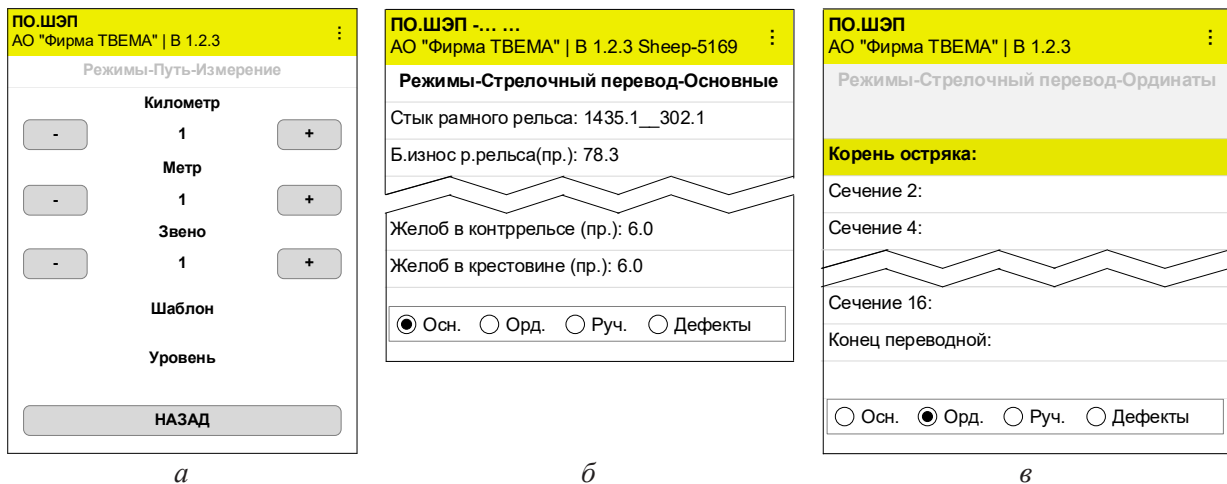 ПО.ШЭП
АО "Фирма ТВЕМА" | В 1.2.3
Режимы-Путь-Измерение
Километр
- 1 +
Метр
- 1 +
Звено
- 1 +
Шаблон
Уровень
НАЗАД
а
ПО.ШЭП -… …
АО "Фирма ТВЕМА" | В 1.2.3 Sheep-5169
Режимы-Стрелочный перевод-Основные
Стык рамного рельса: 1435.1__302.1
Б.износ р.рельса(пр.): 78.3
Желоб в контррельсе (пр.): 6.0
Желоб в крестовине (пр.): 6.0
Осн. Орд. Руч. Дефекты
б
ПО.ШЭП
АО "Фирма ТВЕМА" | В 1.2.3
Режимы-Стрелочный перевод-Ординаты
Корень остряка:
Сечение 2:
Сечение 4:
Сечение 16:
Конец переводной:
Осн. Орд. Руч. Дефекты
в